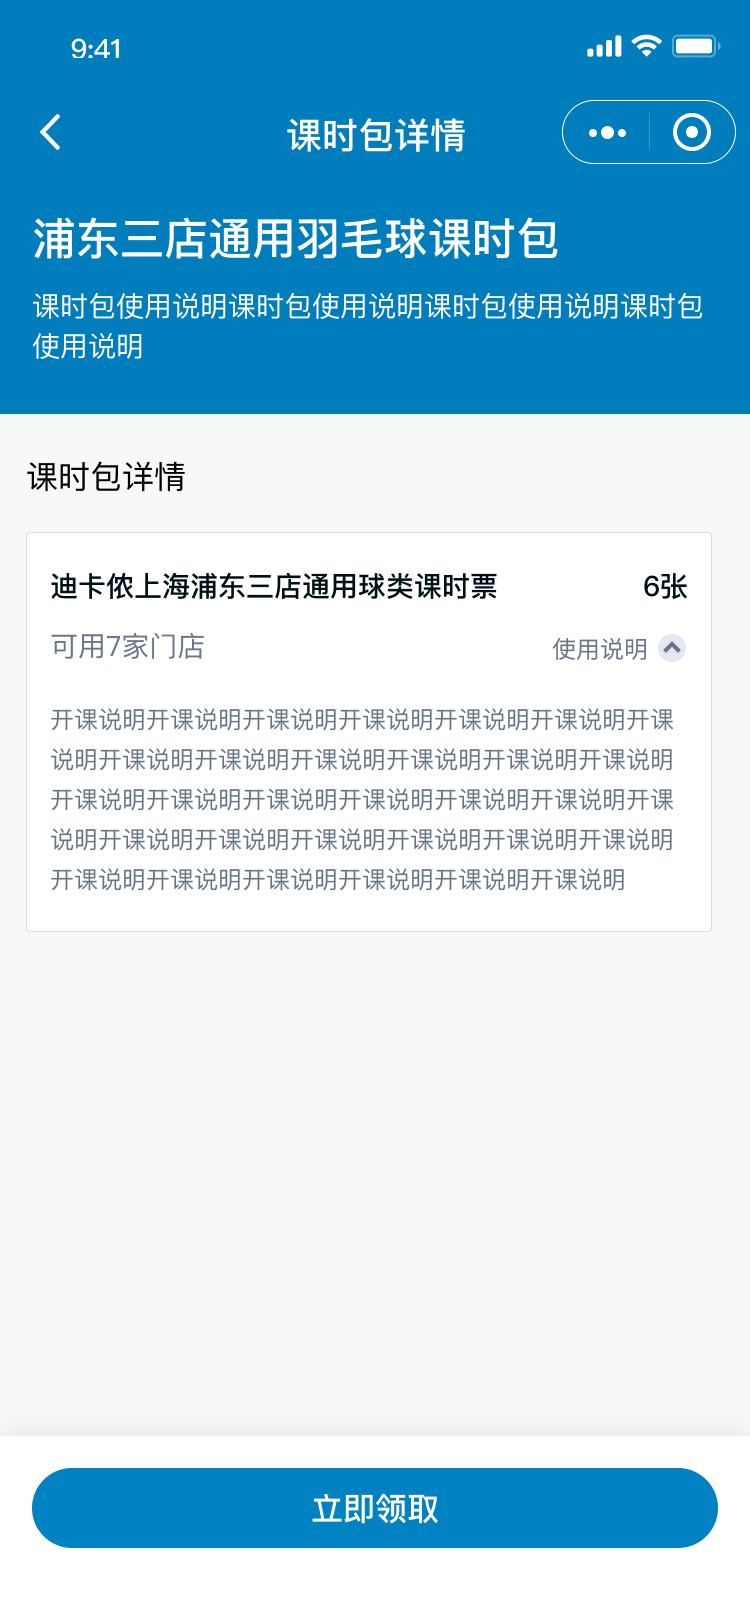 9:41
课时包详情
浦东三店通用羽毛球课时包
课时包使用说明课时包使用说明课时包使用说明课时包
使用说明
课时包详情
迪卡侬上海浦东三店通用球类课时票 6张
可用7家门店 使用说明
开课说明开课说明开课说明开课说明开课说明开课说明开课
说明开课说明开课说明开课说明开课说明开课说明开课说明
开课说明开课说明开课说明开课说明开课说明开课说明开课
说明开课说明开课说明开课说明开课说明开课说明开课说明
开课说明开课说明开课说明开课说明开课说明开课说明
立即领取